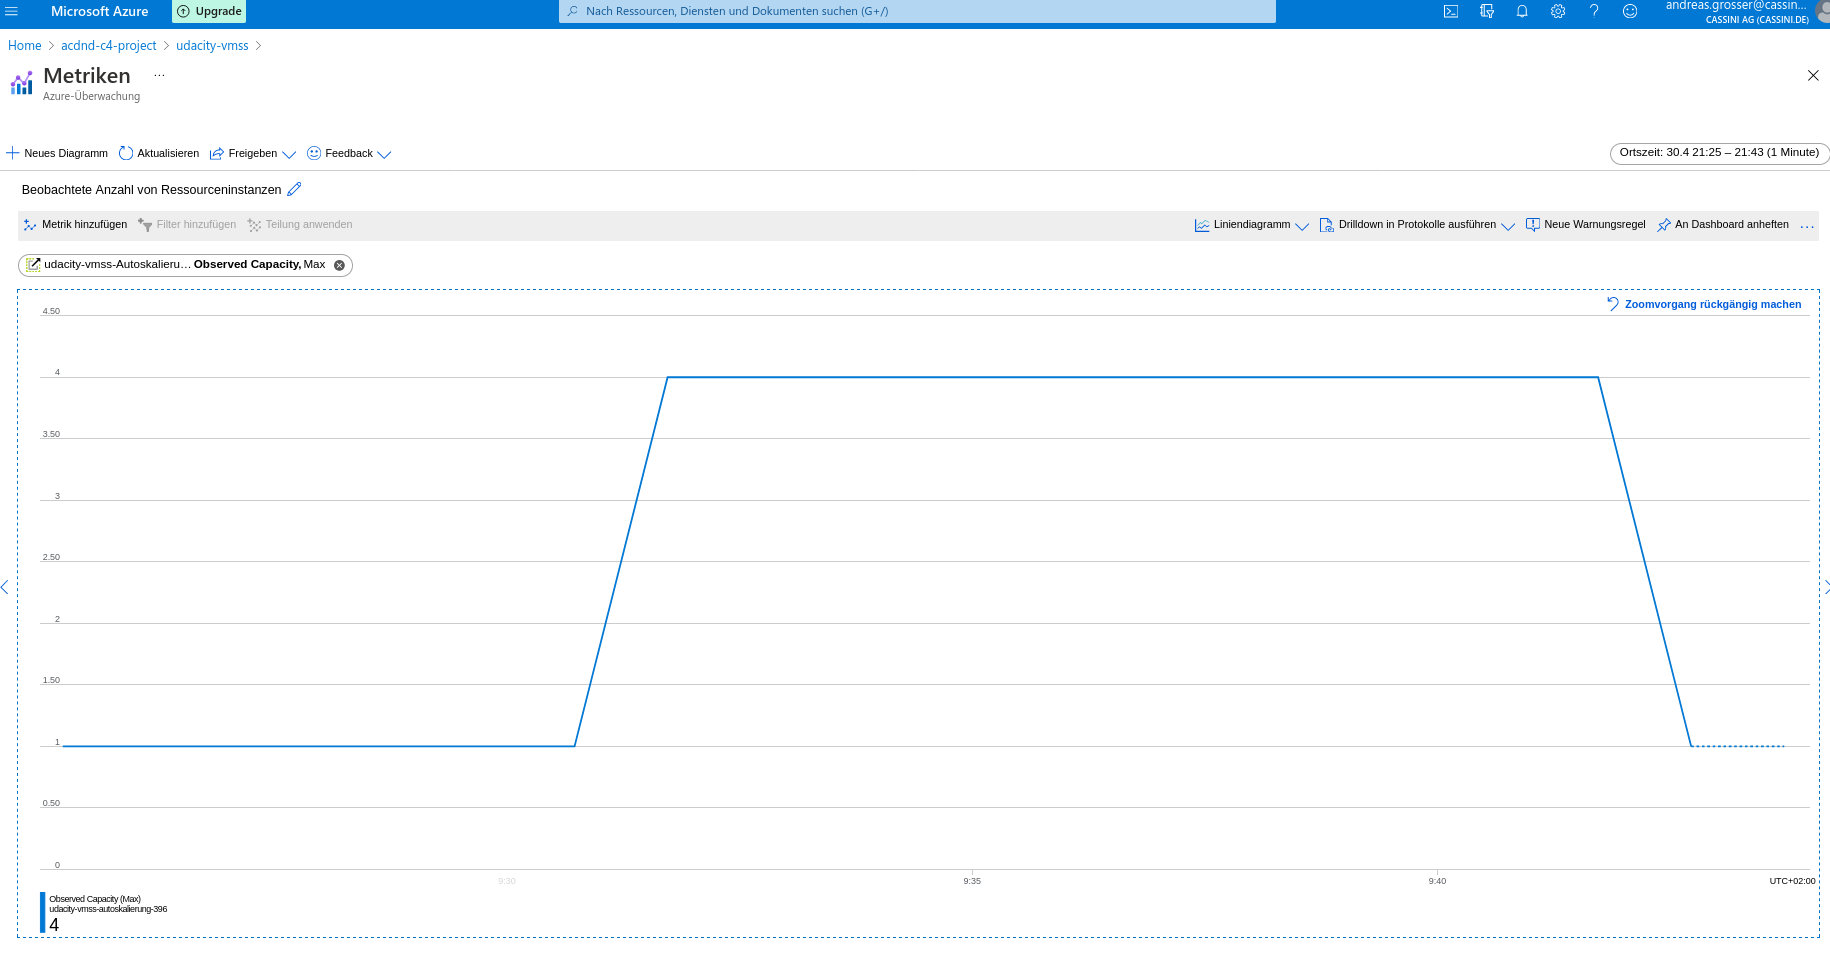 Microsoft Azure
Upgrade
Nach Ressourcen, Diensten und Dokumenten suchen (G+/)
andreas.grosser@cassin...
CASSINI AG (CASSINI.DE)
Home > acdnd-c4-project > udacity-vmss >
Metriken ...
Azure-Überwachung
Neues Diagramm Aktualisieren Freigeben Feedback
Ortszeit: 30.4 21:25 – 21:43 (1 Minute)
Beobachtete Anzahl von Ressourceninstanzen
Metrik hinzufügen Filter hinzufügen Teilung anwenden Liniendiagramm Drilldown in Protokolle ausführen Neue Warnungsregel An Dashboard anheften ...
udacity-vmss-Autoskalieru... Observed Capacity, Max
Zoomvorgang rückgängig machen
4.50
4
3.50
3
2.50
2
1.50
1
0.50
0
9:30 9:35 9:40 UTC+02:00
Observed Capacity (Max)
udacity-vmss-autoskalierung-396
4